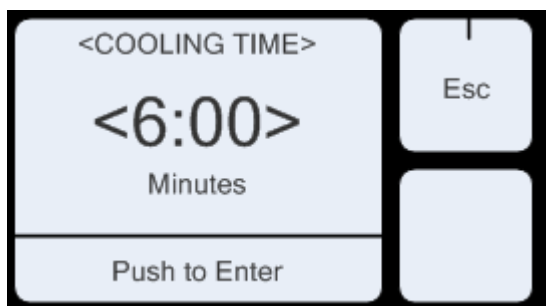 <COOLING TIME>
<6:00>
Minutes
Push to Enter
Esc